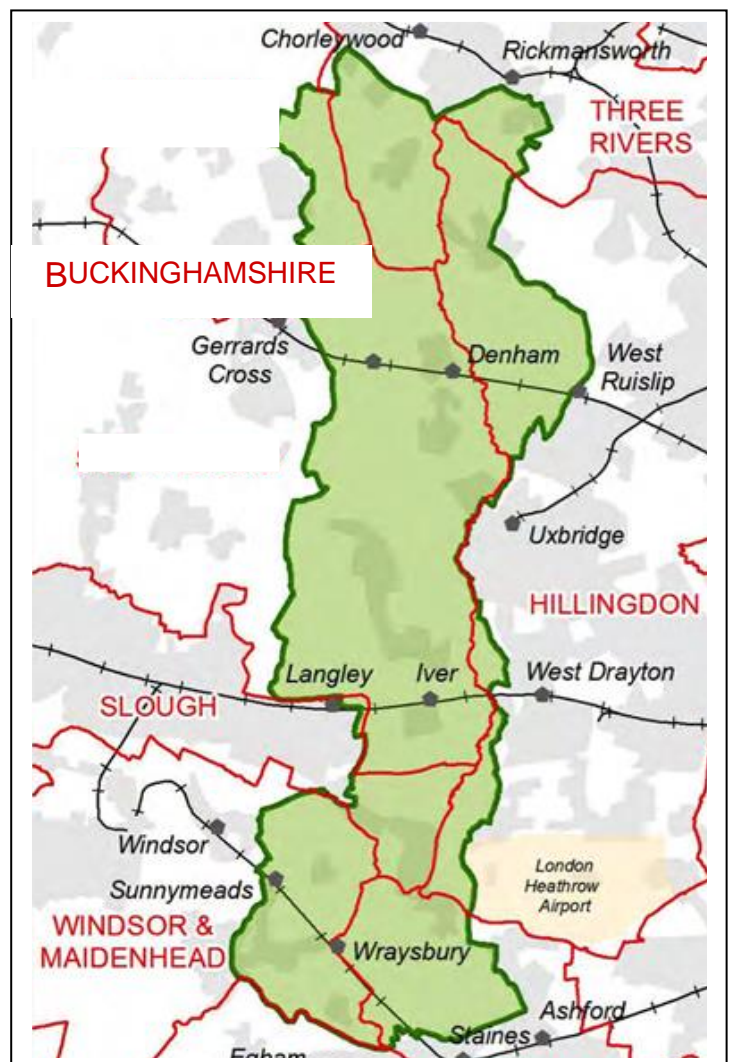 Chorleywood
Rickmansworth
THREE
RIVERS
BUCKINGHAMSHIRE
Gerrards
Cross
Denham
West
Ruislip
Uxbridge
HILLINGDON
Langley
Iver
West Drayton
SLOUGH
Windsor
London
Heathrow
Airport
Sunnymeads
WINDSOR &
MAIDENHEAD
Wraysbury
Ashford
Staines
Egham